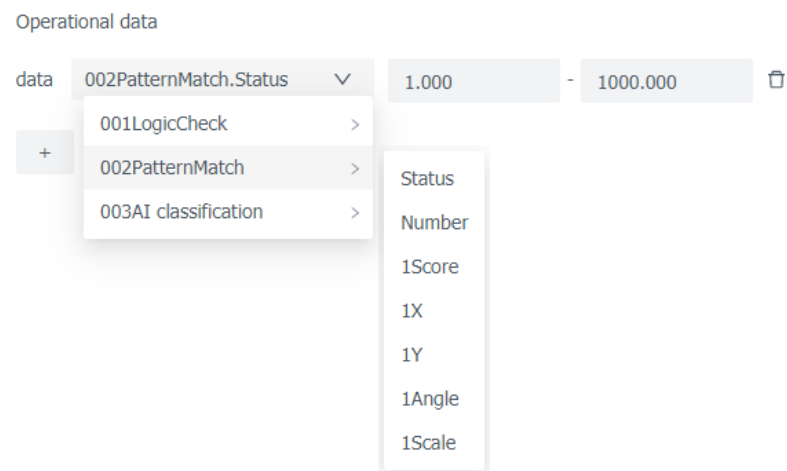 Operational data
data 002PatternMatch.Status 1.000 - 1000.000
001LogicCheck >
+
002PatternMatch >
003AI classification >
Status
Number
1Score
1X
1Y
1Angle
1Scale